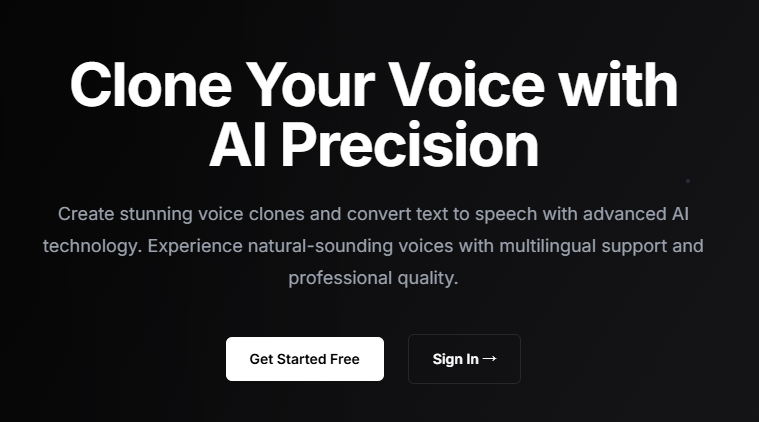 Clone Your Voice with
AI Precision
Create stunning voice clones and convert text to speech with advanced AI
technology. Experience natural-sounding voices with multilingual support and
professional quality.
Get Started Free
Sign In →